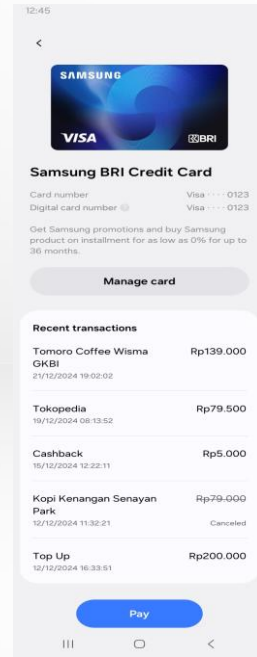 12:45
SAMSUNG
VISA
BRI
Samsung BRI Credit Card
Card number Visa ···· 0123
Digital card number Visa ···· 0123
Get Samsung promotions and buy Samsung
product on installment for as low as 0% for up to
36 months.
Manage card
Recent transactions
Tomoro Coffee Wisma Rp139.000
GKBI
21/12/2024 19:02:02
Tokopedia Rp79.500
19/12/2024 08:13:52
Cashback Rp5.000
15/12/2024 12:22:11
Kopi Kenangan Senayan Rp79.000
Park
12/12/2024 11:32:21 Canceled
Top Up Rp200.000
12/12/2024 16:33:51
Pay